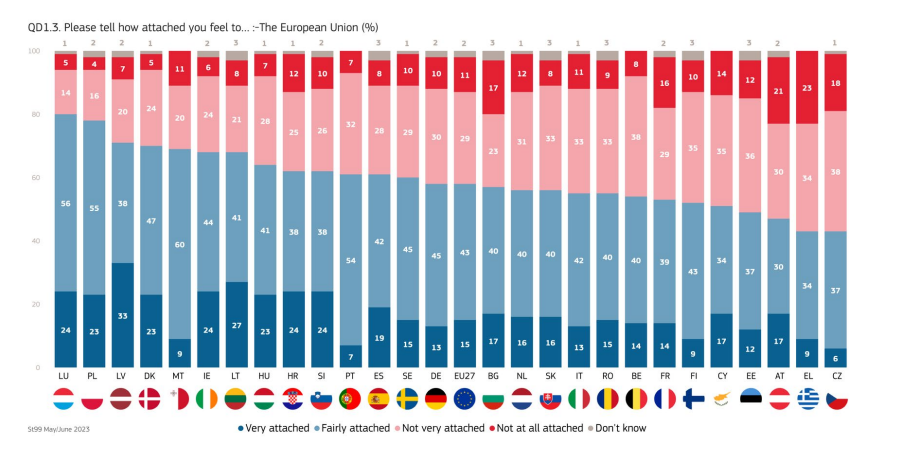 QD1.3. Please tell how attached you feel to... :-The European Union (%)
1 2 2 1 2 3 1 1 2 3 1 2 2 3 1 3 1 3 2 3 3 2 1
100
5 4 7 5 11 6 8 7 12 10 7 8 10 10 11 17 12 8 11 9 8 16 10 14 12 21 23 18
14 16 20 24 20 24 21 28 25 26 32 28 29 30 29 23 31 33 33 33 38 29 35 35 36 30 34 38
80
60
56 55 38 47 60 44 41 41 38 38 54 42 45 45 43 40 40 40 42 40 40 39 43 34 37 30 34 37
40
20
24 23 33 23 9 24 27 23 24 24 7 19 15 13 15 17 16 16 13 15 14 14 9 17 12 17 9 6
0
LU PL LV DK MT IE LT HU HR SI PT ES SE DE EU27 BG NL SK IT RO BE FR FI CY EE AT EL CZ
St99 May/June 2023
Very attached Fairly attached Not very attached Not at all attached Don't know